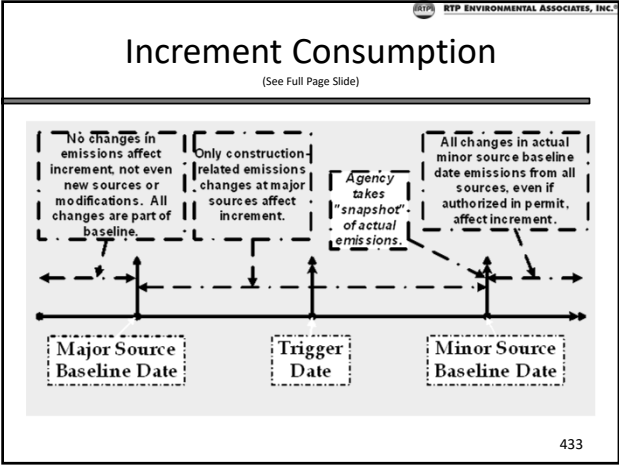 RTP RTP ENVIRONMENTAL ASSOCIATES, INC.®
Increment Consumption
(See Full Page Slide)
No changes in
emissions affect
increment, not even
new sources or
modifications. All
changes are part of
baseline.
Only construction-
related emissions
changes at major
sources affect
increment.
Agency
takes
"snapshot"
of actual
emissions.
All changes in actual
minor source baseline
date emissions from all
sources, even if
authorized in permit,
affect increment.
Major Source
Baseline Date
Trigger
Date
Minor Source
Baseline Date
433